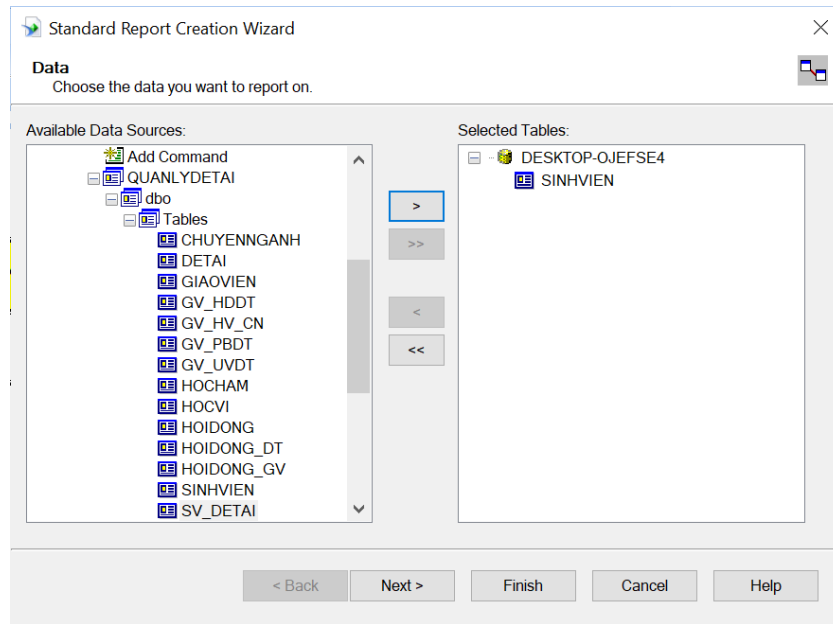 Standard Report Creation Wizard
Data
Choose the data you want to report on.
Available Data Sources:
Add Command
QUANLYDETAI
dbo
Tables
CHUYENNGANH
DETAI
GIAOVIEN
GV_HDDT
GV_HV_CN
GV_PBDT
GV_UVDT
HOCHAM
HOCVI
HOIDONG
HOIDONG_DT
HOIDONG_GV
SINHVIEN
SV_DETAI
>
>>
<
<<
Selected Tables:
DESKTOP-OJEFSE4
SINHVIEN
< Back
Next >
Finish
Cancel
Help